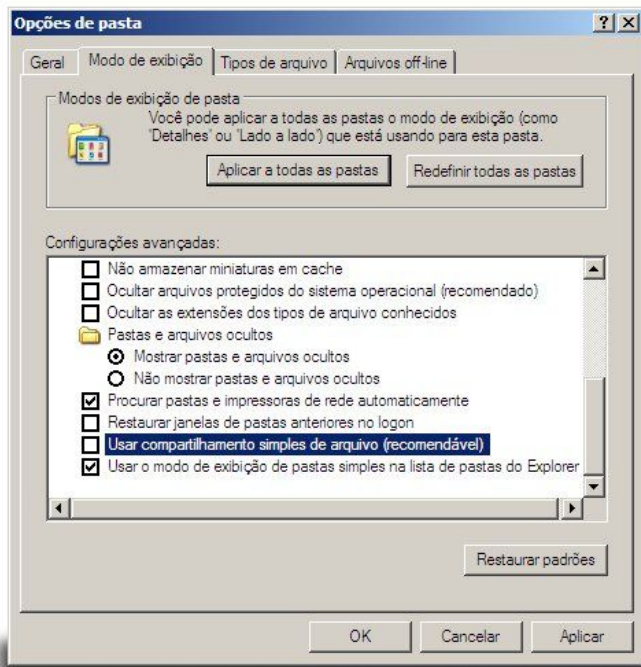 Opções de pasta
Geral
Modo de exibição
Tipos de arquivo
Arquivos off-line
Modos de exibição de pasta
Você pode aplicar a todas as pastas o modo de exibição (como
'Detalhes' ou 'Lado a lado') que está usando para esta pasta.
Aplicar a todas as pastas
Redefinir todas as pastas
Configurações avançadas:
Não armazenar miniaturas em cache
Ocultar arquivos protegidos do sistema operacional (recomendado)
Ocultar as extensões dos tipos de arquivo conhecidos
Pastas e arquivos ocultos
Mostrar pastas e arquivos ocultos
Não mostrar pastas e arquivos ocultos
Procurar pastas e impressoras de rede automaticamente
Restaurar janelas de pastas anteriores no logon
Usar compartilhamento simples de arquivo (recomendável)
Usar o modo de exibição de pastas simples na lista de pastas do Explorer
Restaurar padrões
OK
Cancelar
Aplicar